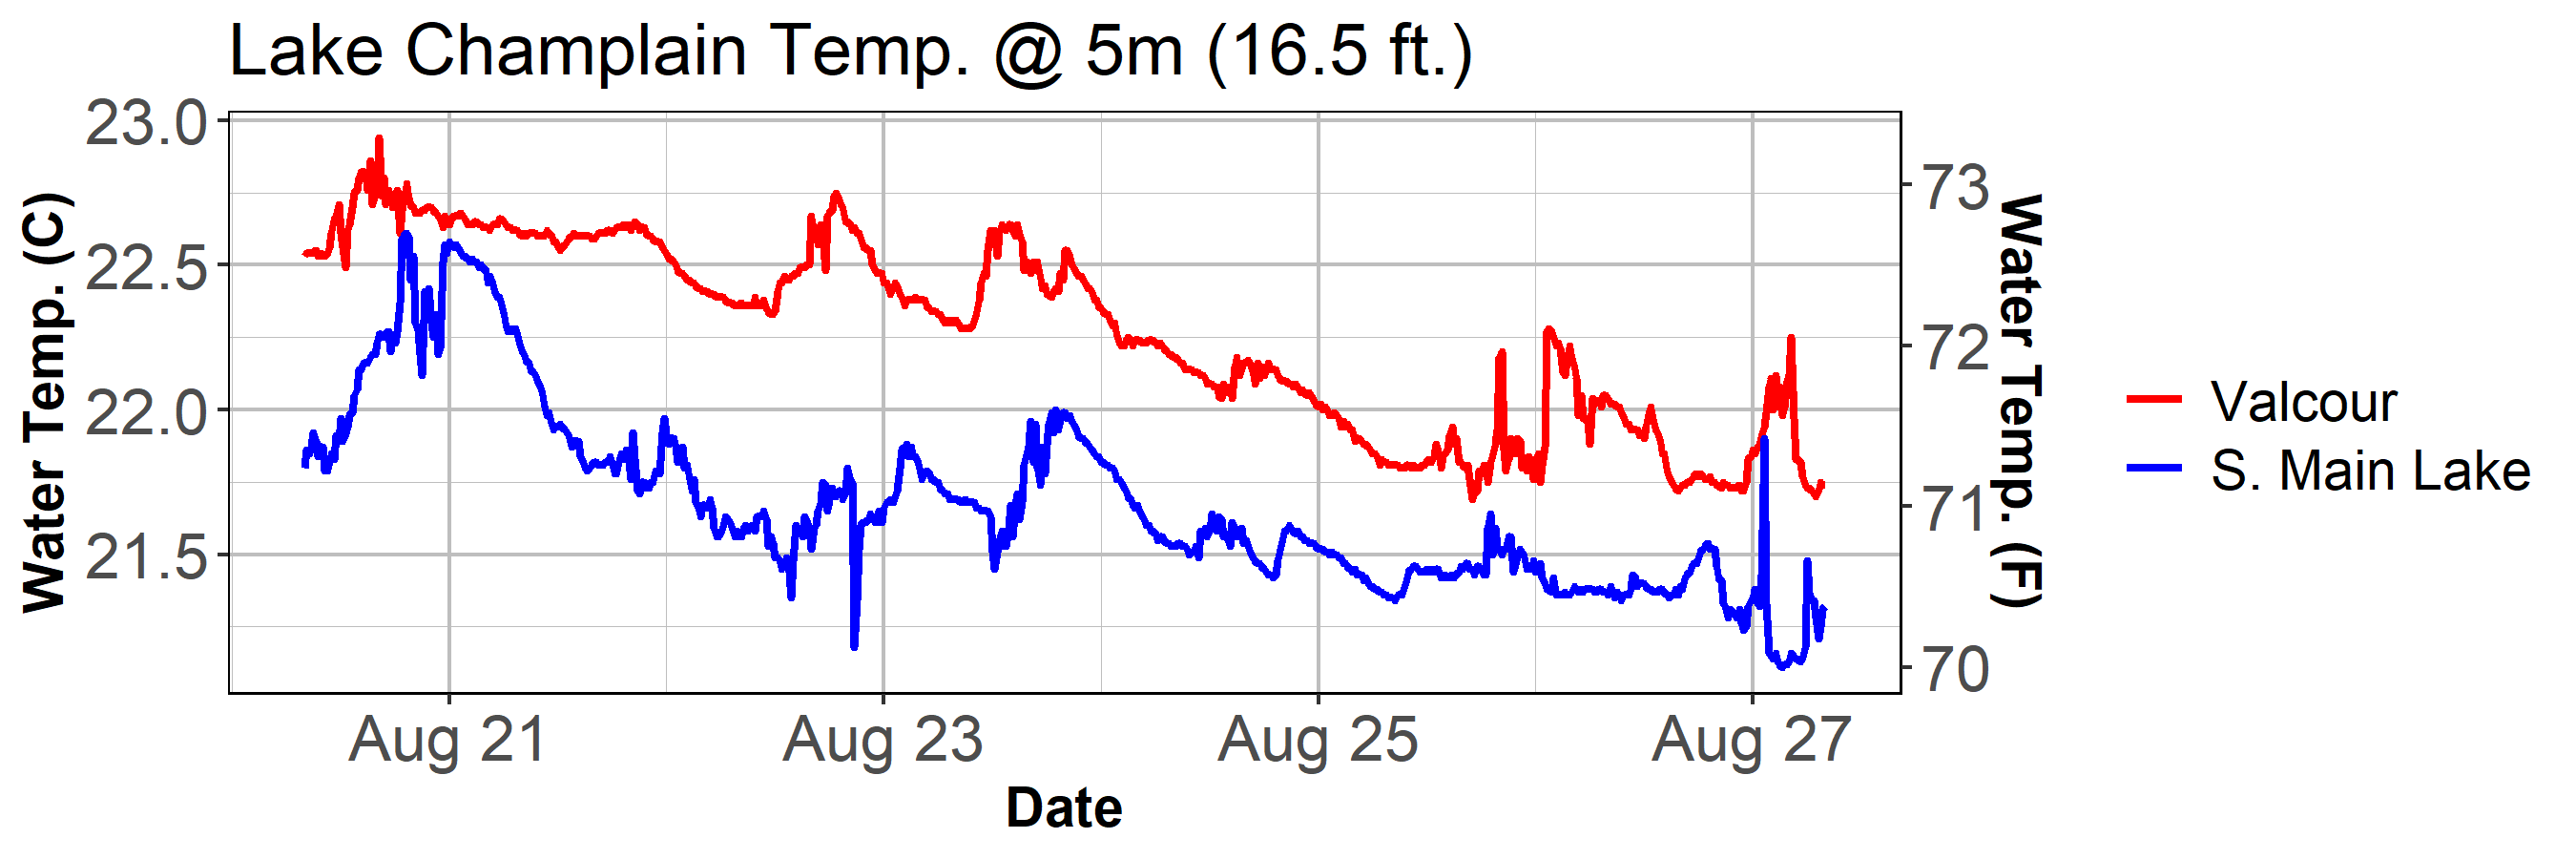 Lake Champlain Temp. @ 5m (16.5 ft.)
23.0
22.5
22.0
21.5
Water Temp. (C)
73
72
71
70
Water Temp. (F)
Aug 21
Aug 23
Aug 25
Aug 27
Date
Valcour
S. Main Lake